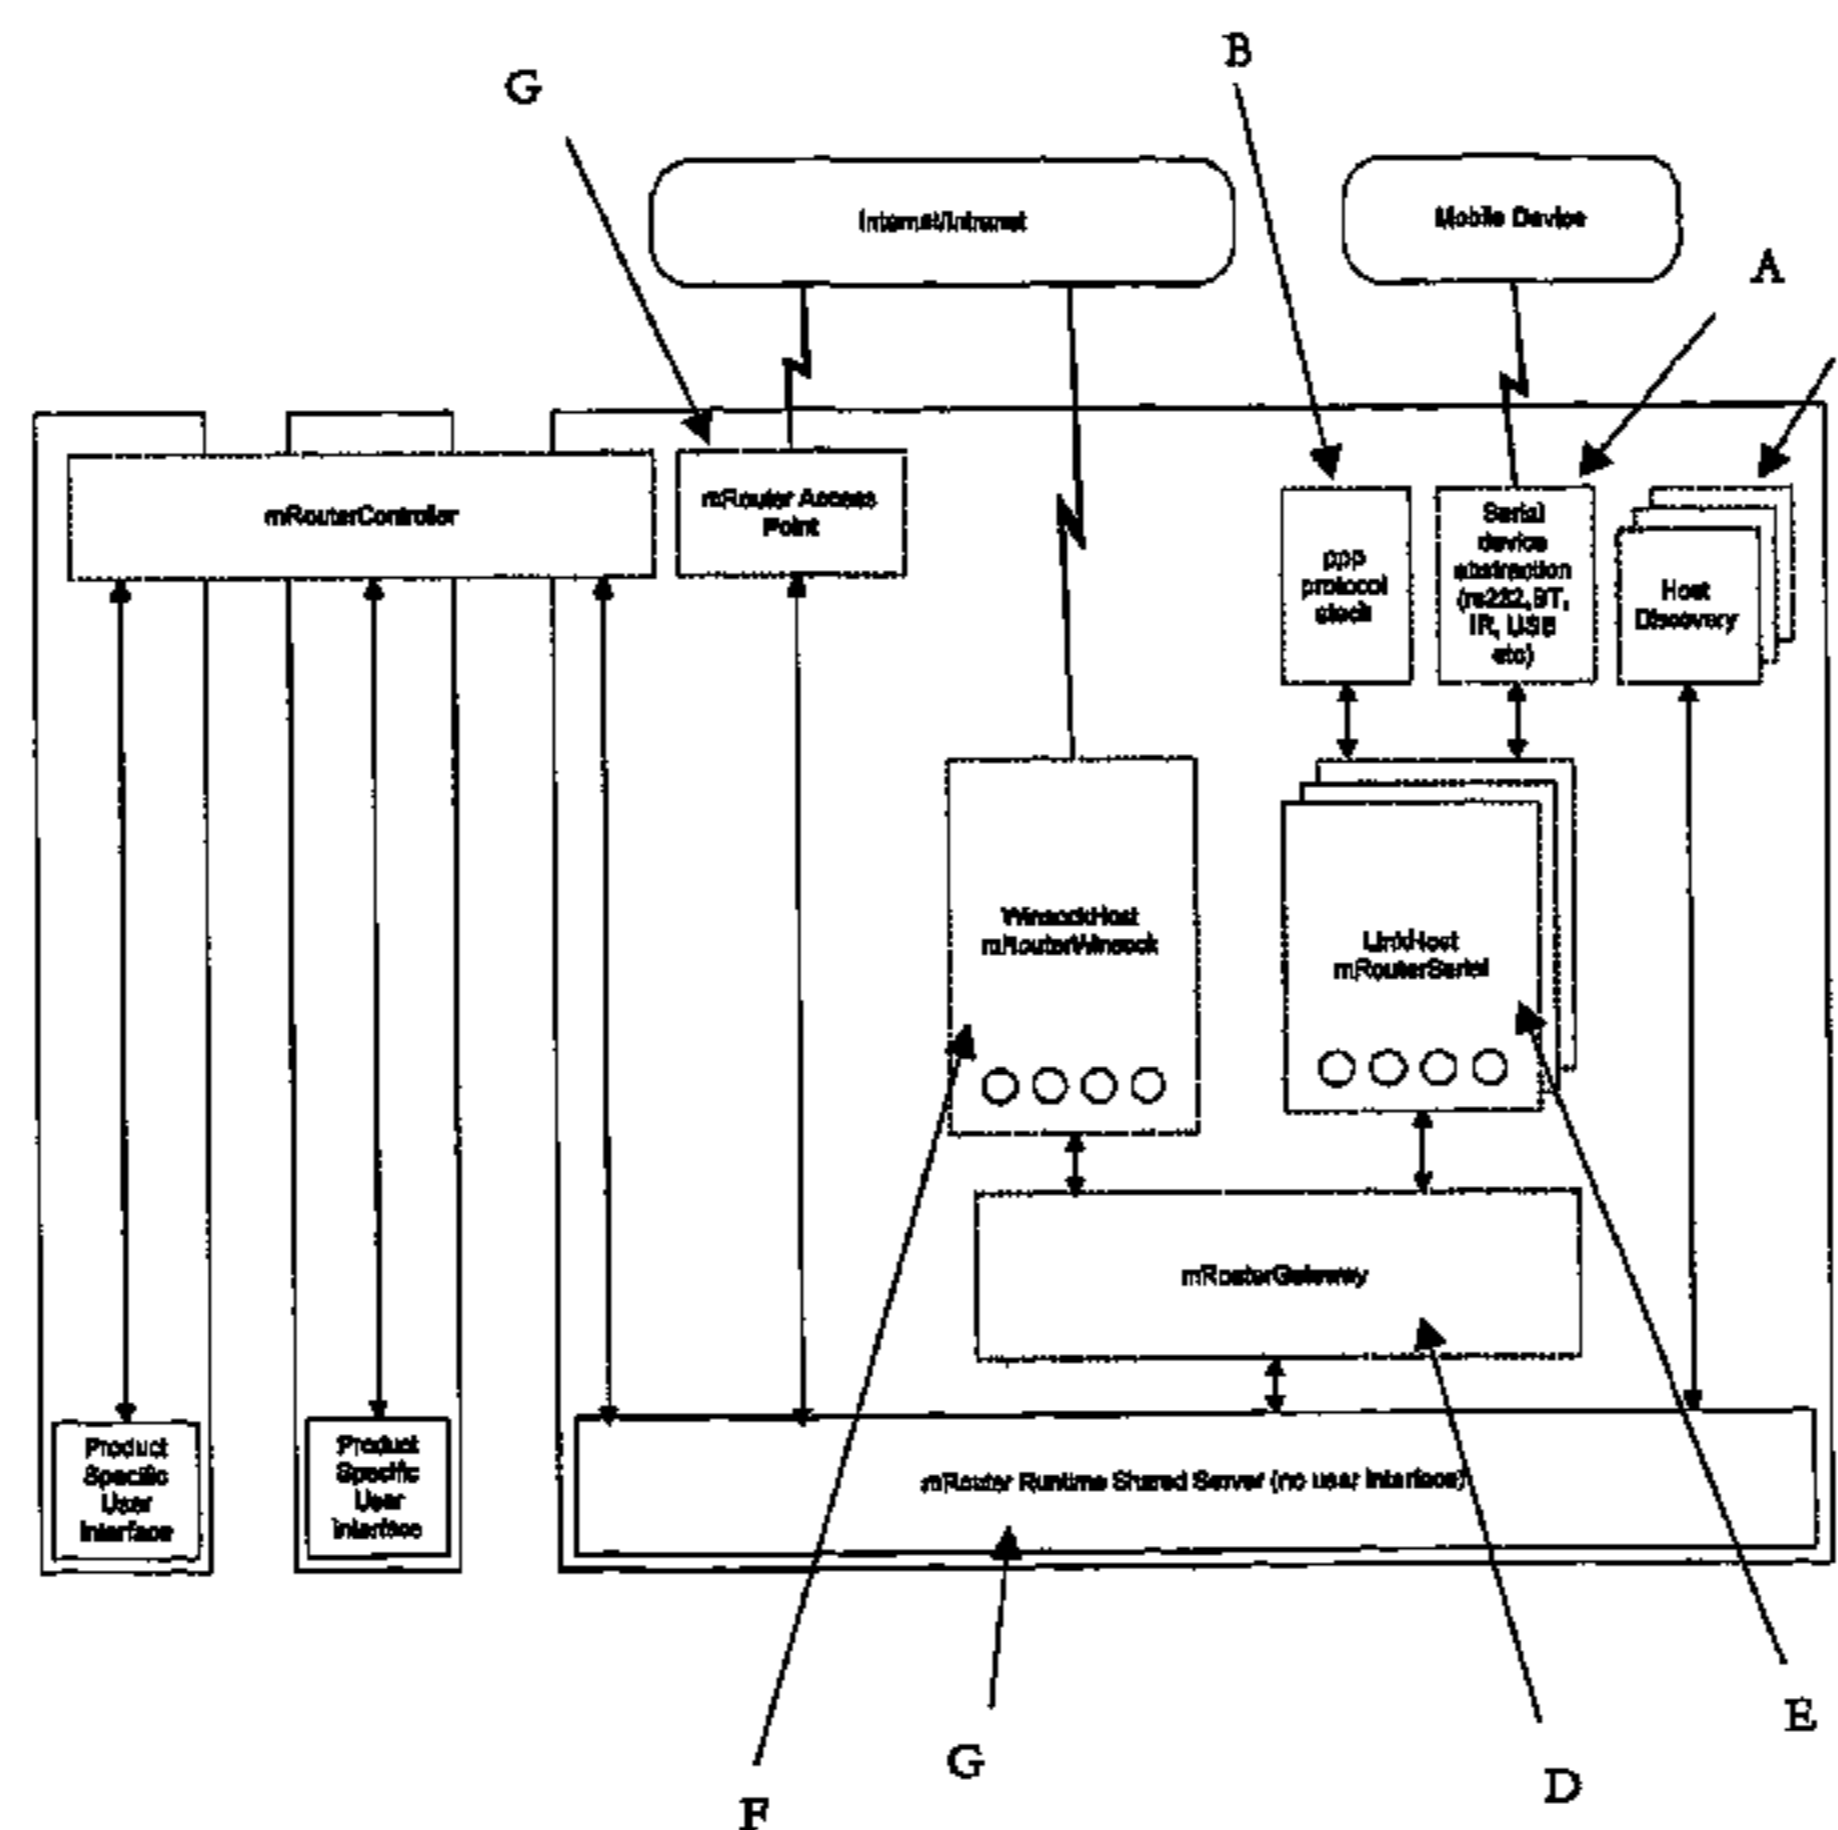 B
G
Internet/Intranet
Mobile Device
A
mRouterController
mRouter Access
Point
ppp
protocol
stack
Serial
device
abstraction
(rs232, BT,
IR, USB
etc)
Host
Discovery
WinsockHost
mRouterWinsock
LinkHost
mRouterSerial
mRouterGateway
Product
Specific
User
Interface
Product
Specific
User
Interface
mRouter Runtime Shared Server (no user interface)
E
G
D
F